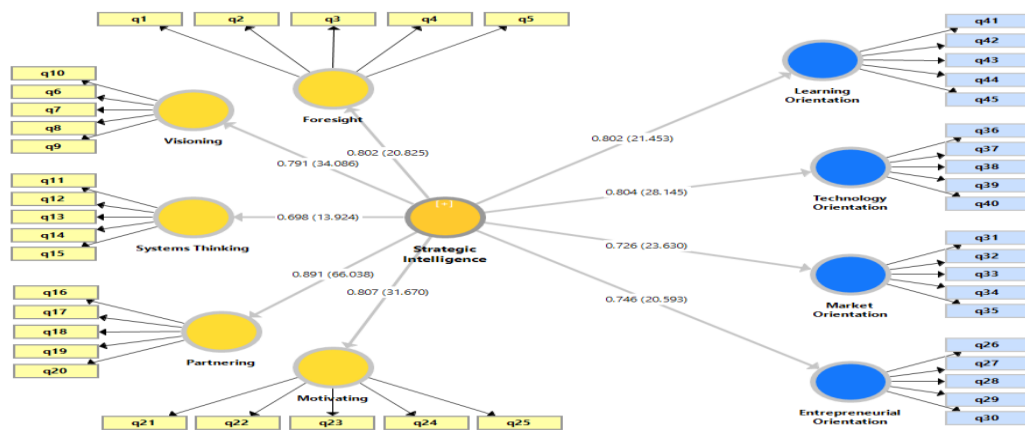 q1
q2
q3
q4
q5
Foresight
q10
q6
q7
q8
q9
Visioning
q11
q12
q13
q14
q15
Systems Thinking
q16
q17
q18
q19
q20
Partnering
Motivating
q21
q22
q23
q24
q25
0.802 (20.825)
0.791 (34.086)
0.698 (13.924)
0.891 (66.038)
0.807 (31.670)
[+]
Strategic
Intelligence
0.802 (21.453)
0.804 (28.145)
0.726 (23.630)
0.746 (20.593)
Learning
Orientation
q41
q42
q43
q44
q45
Technology
Orientation
q36
q37
q38
q39
q40
Market
Orientation
q31
q32
q33
q34
q35
Entrepreneurial
Orientation
q26
q27
q28
q29
q30